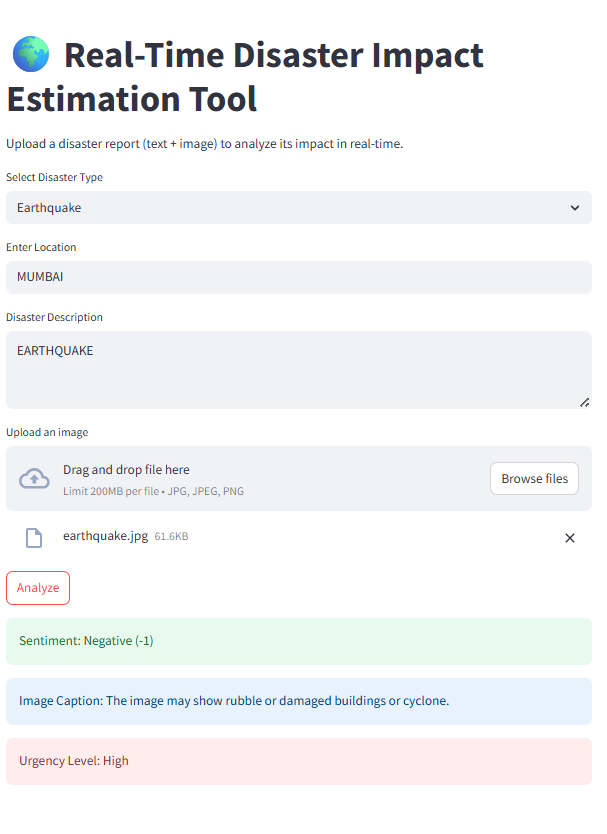 Real-Time Disaster Impact
Estimation Tool
Upload a disaster report (text + image) to analyze its impact in real-time.
Select Disaster Type
Earthquake
Enter Location
MUMBAI
Disaster Description
EARTHQUAKE
Upload an image
Drag and drop file here
Limit 200MB per file • JPG, JPEG, PNG
Browse files
earthquake.jpg 61.6KB
Analyze
Sentiment: Negative (-1)
Image Caption: The image may show rubble or damaged buildings or cyclone.
Urgency Level: High